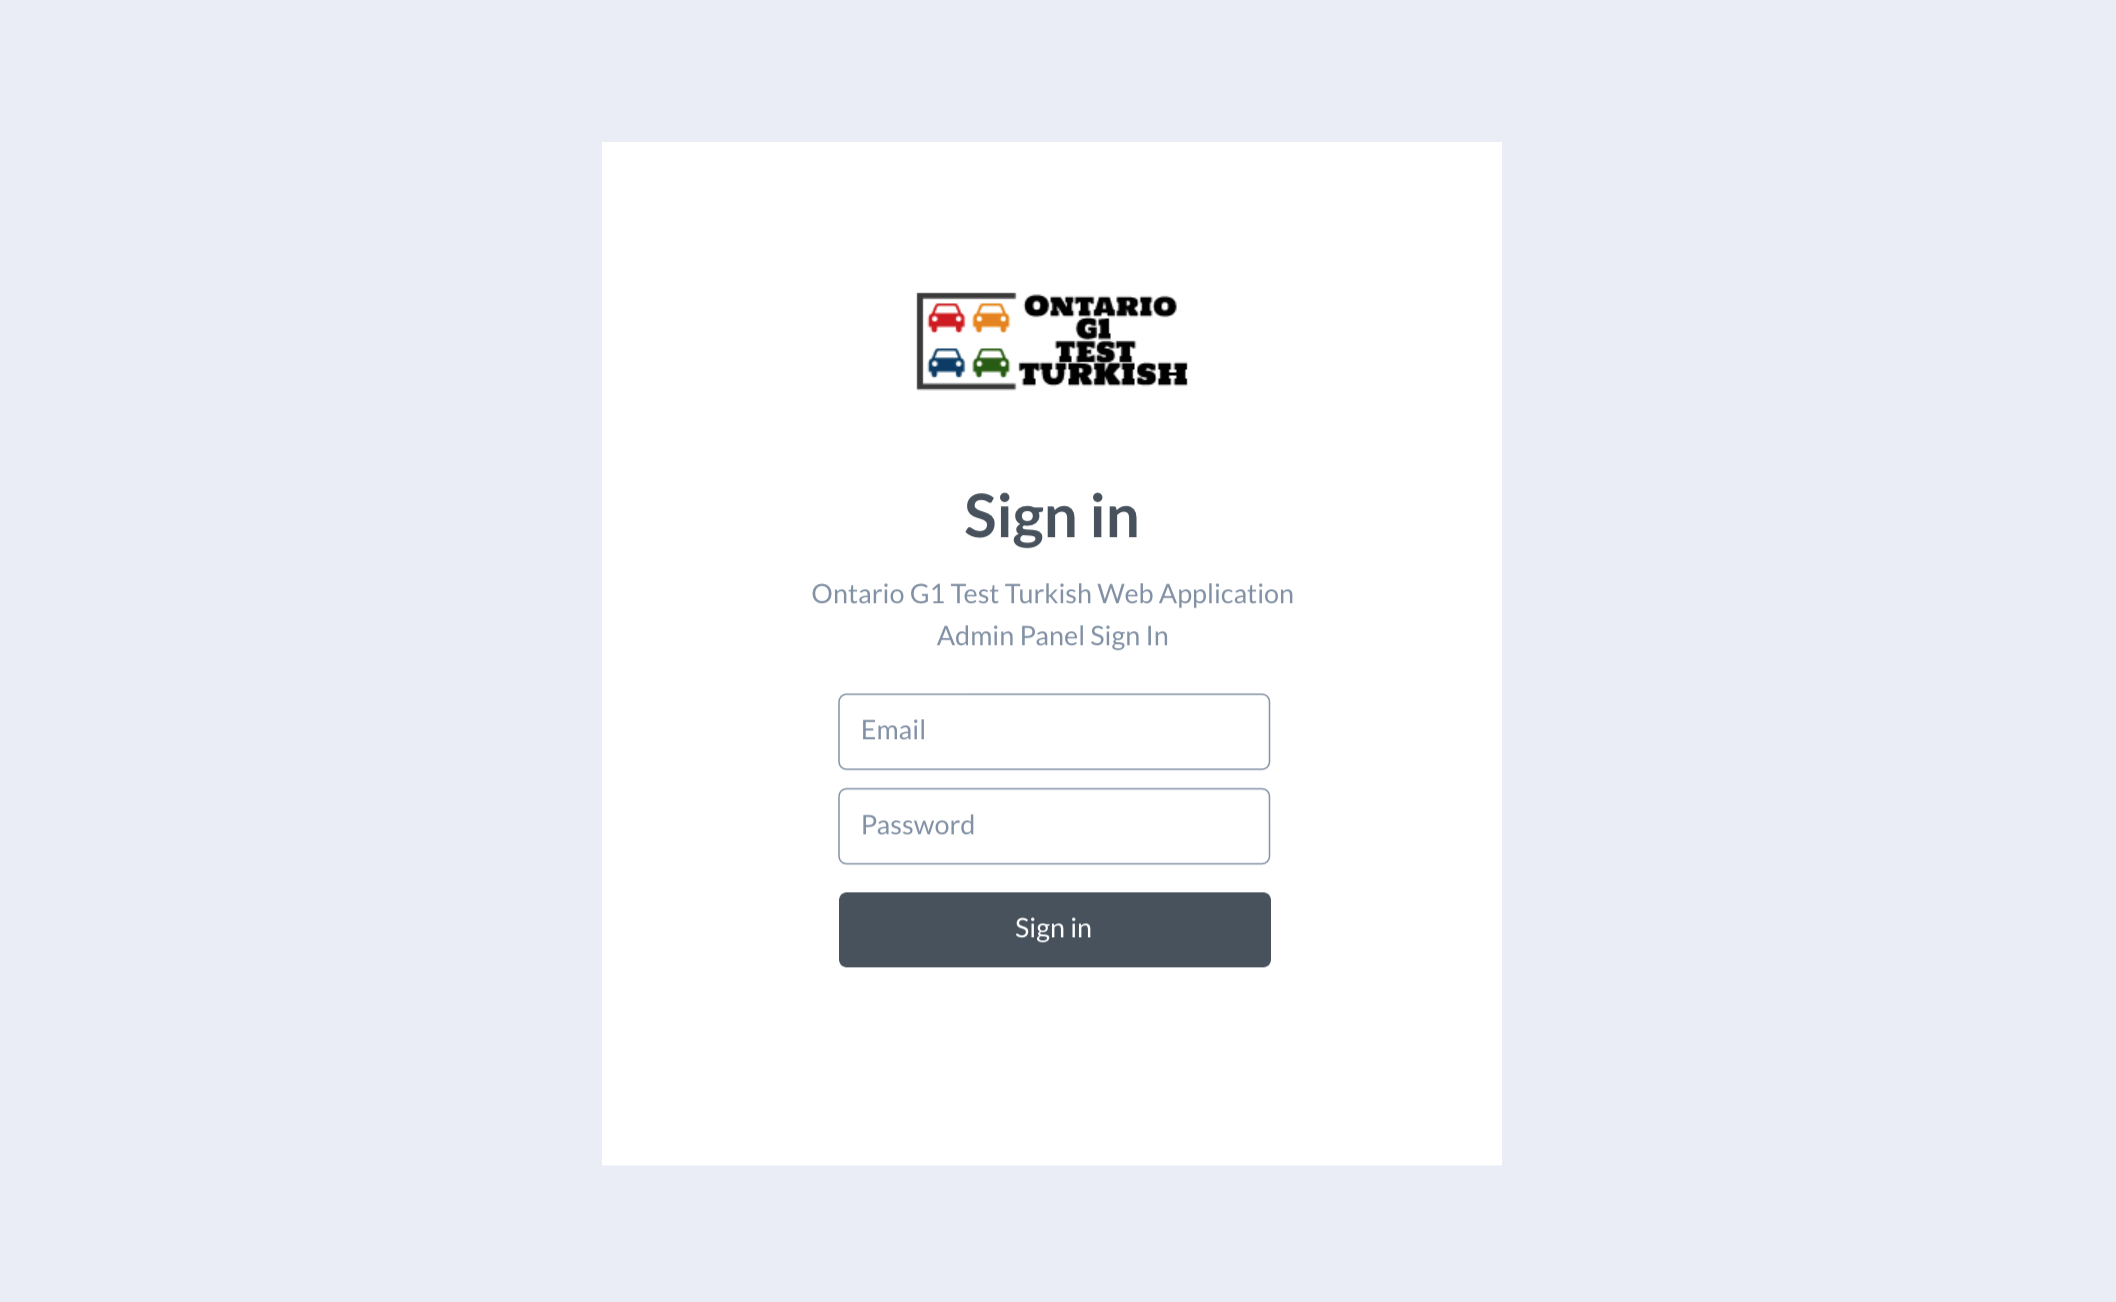 ONTARIO
G1
TEST
TURKISH
Sign in
Ontario G1 Test Turkish Web Application
Admin Panel Sign In
Email
Password
Sign in